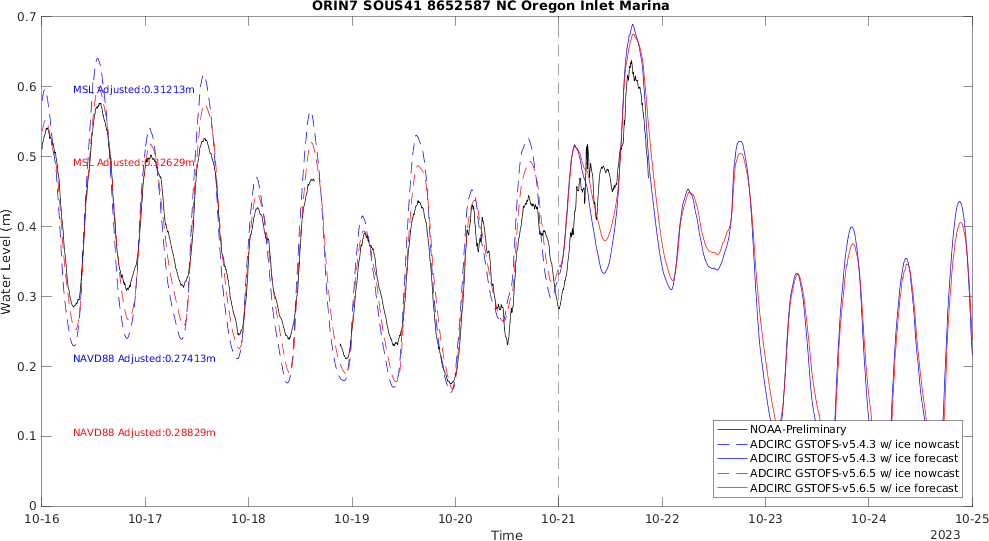 ORIN7 SOUS41 8652587 NC Oregon Inlet Marina
Water Level (m)
0.7
0.6
0.5
0.4
0.3
0.2
0.1
0
MSL Adjusted:0.31213m
MSL Adjusted:0.32629m
NAVD88 Adjusted:0.27413m
NAVD88 Adjusted:0.28829m
NOAA-Preliminary
ADCIRC GSTOFS-v5.4.3 w/ ice nowcast
ADCIRC GSTOFS-v5.4.3 w/ ice forecast
ADCIRC GSTOFS-v5.6.5 w/ ice nowcast
ADCIRC GSTOFS-v5.6.5 w/ ice forecast
10-16 10-17 10-18 10-19 10-20 10-21 10-22 10-23 10-24 10-25
Time
2023